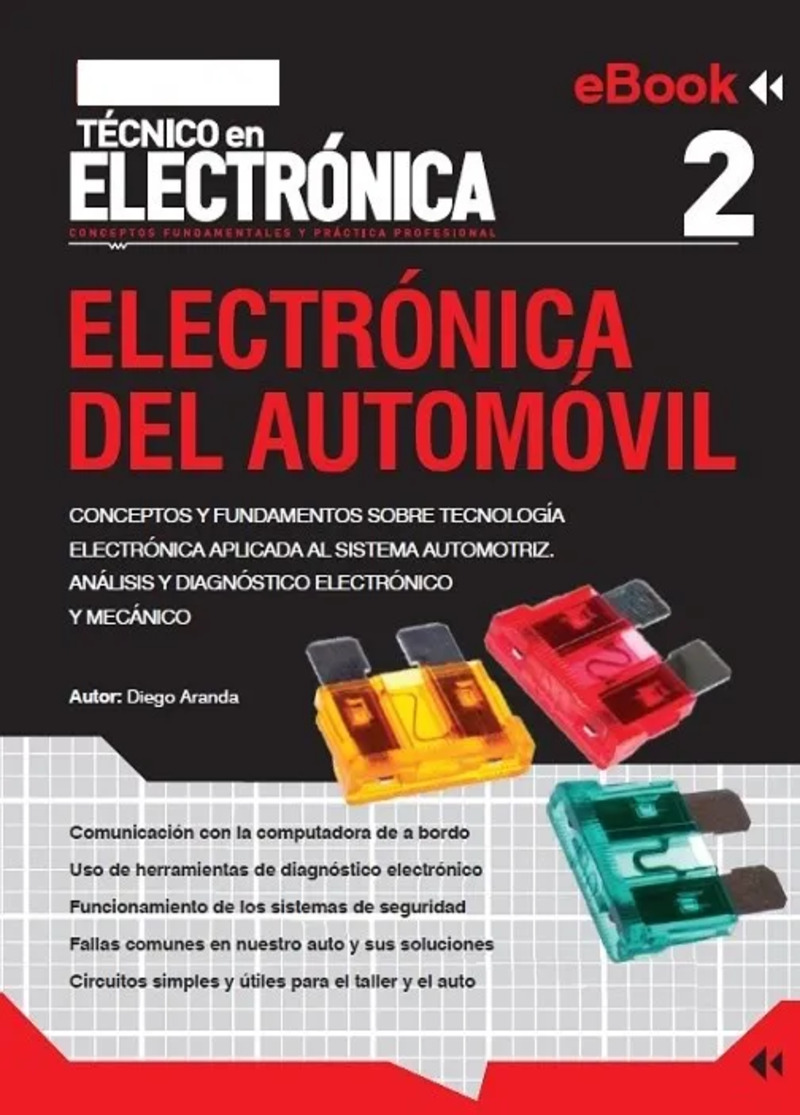 eBook
TÉCNICO en
ELECTRÓNICA
2
CONCEPTOS FUNDAMENTALES Y PRÁCTICA PROFESIONAL
ELECTRÓNICA
DEL AUTOMÓVIL
CONCEPTOS Y FUNDAMENTOS SOBRE TECNOLOGÍA
ELECTRÓNICA APLICADA AL SISTEMA AUTOMOTRIZ.
ANÁLISIS Y DIAGNÓSTICO ELECTRÓNICO
Y MECÁNICO
Autor: Diego Aranda
Comunicación con la computadora de a bordo
Uso de herramientas de diagnóstico electrónico
Funcionamiento de los sistemas de seguridad
Fallas comunes en nuestro auto y sus soluciones
Circuitos simples y útiles para el taller y el auto